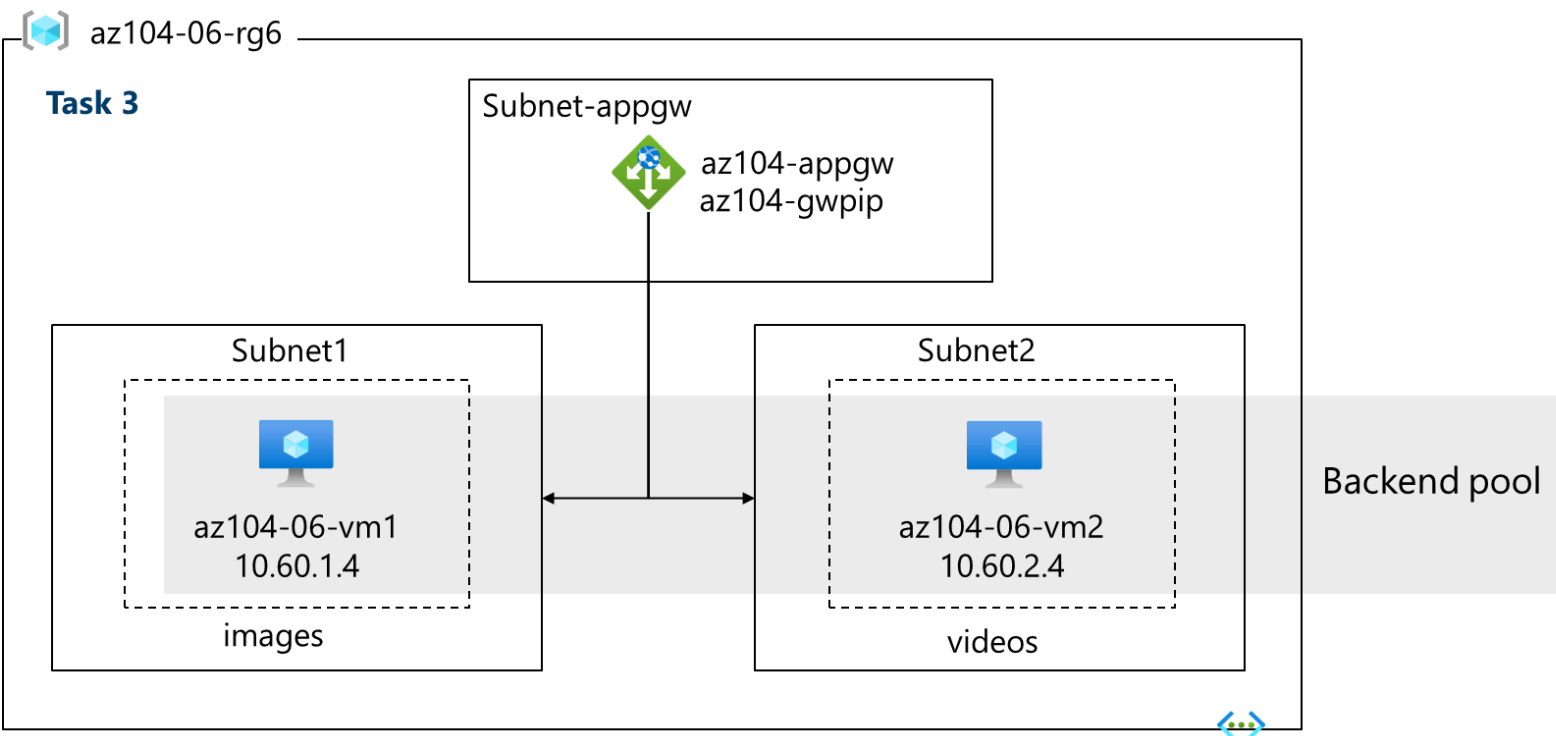 az104-06-rg6
Task 3
Subnet-appgw
az104-appgw
az104-gwpip
Subnet1
az104-06-vm1
10.60.1.4
images
Subnet2
az104-06-vm2
10.60.2.4
videos
Backend pool